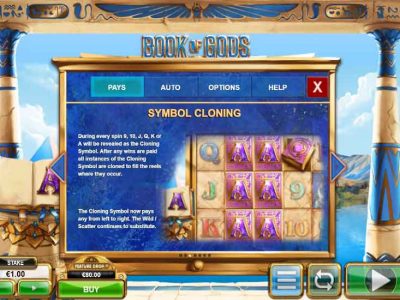 BOOK OF GODS
PAYS AUTO OPTIONS HELP X
SYMBOL CLONING
During every spin 9, 10, J, Q, K or
A will be revealed as the Cloning
Symbol. After any wins are paid
all instances of the Cloning
Symbol are cloned to fill the reels
where they occur.
The Cloning Symbol now pays
any from left to right. The Wild /
Scatter continues to substitute.
Q A A
J A A 9
K A A 10
STAKE
€1.00
FEATURE DROP
€80.00
BUY